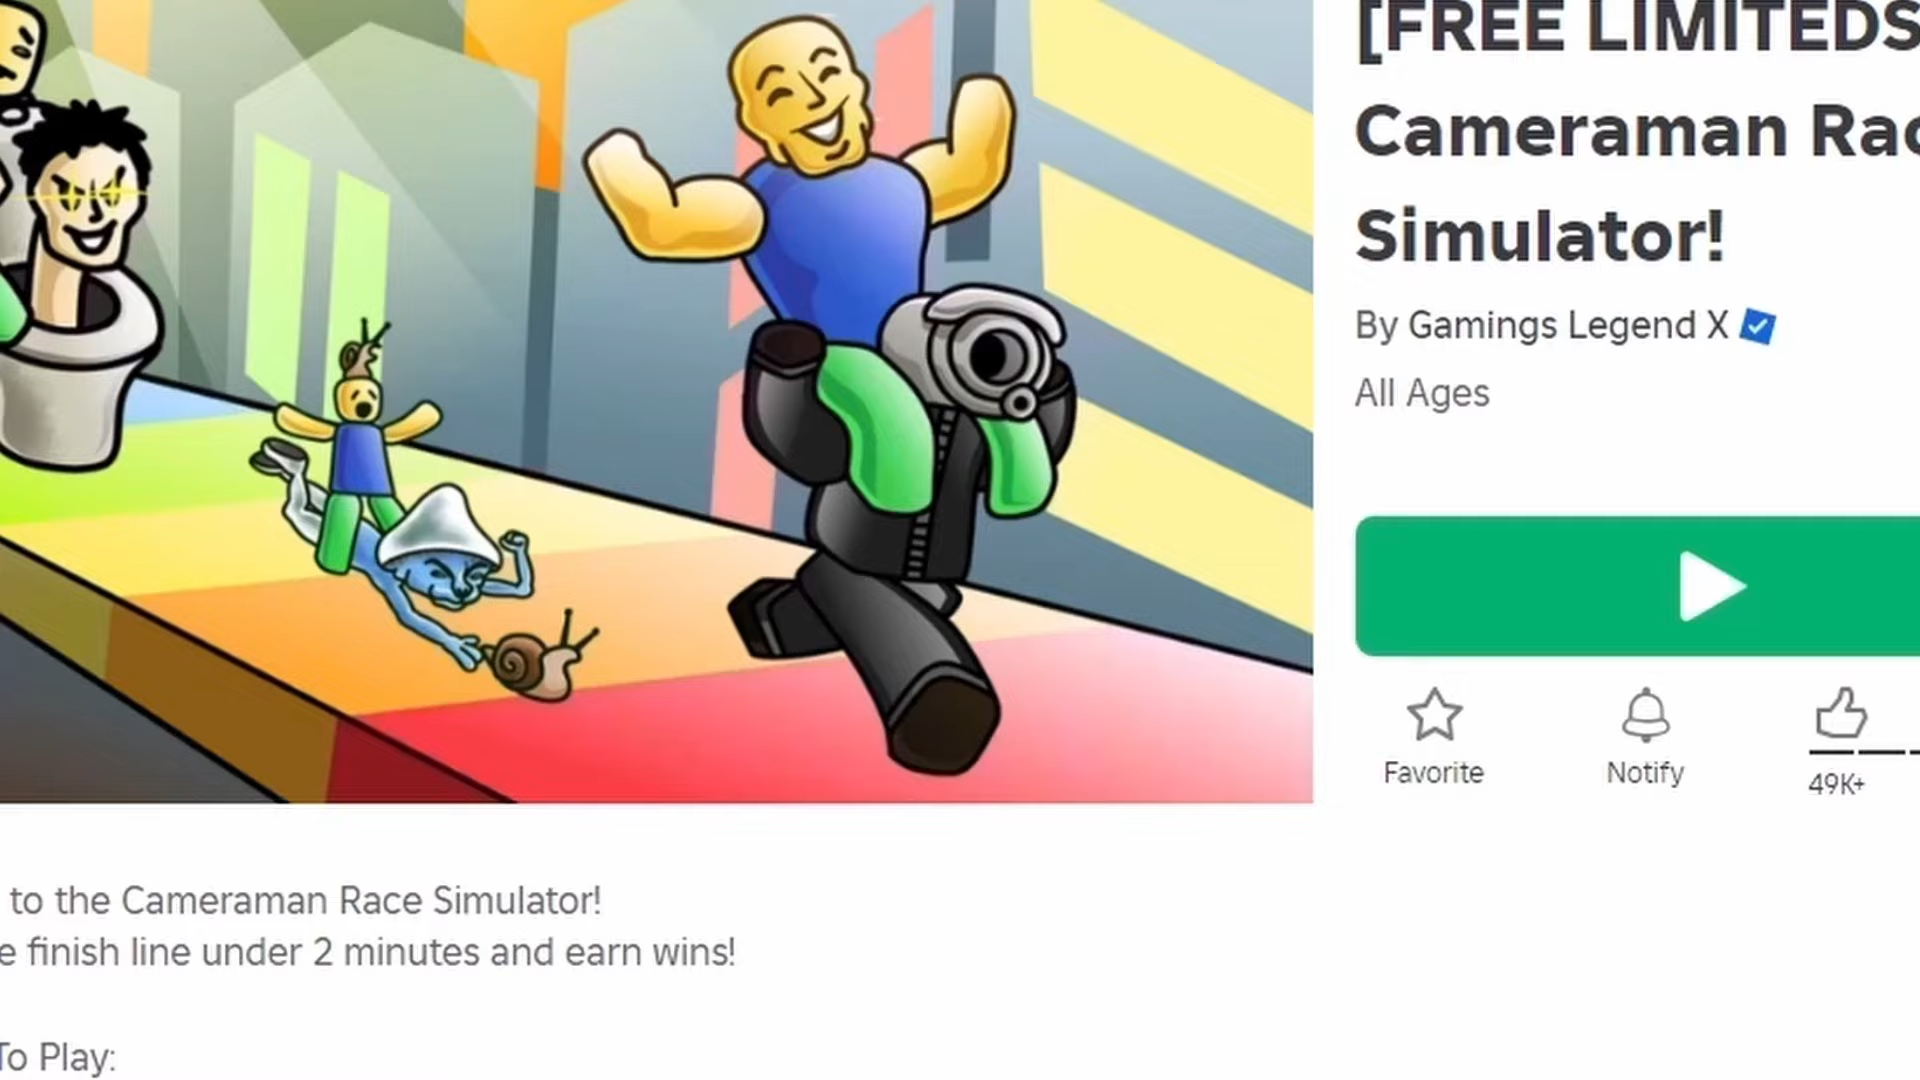 [FREE LIMITEDS
Cameraman Rac
Simulator!
By Gamings Legend X
All Ages
Favorite
Notify
49K+
to the Cameraman Race Simulator!
e finish line under 2 minutes and earn wins!
To Play: